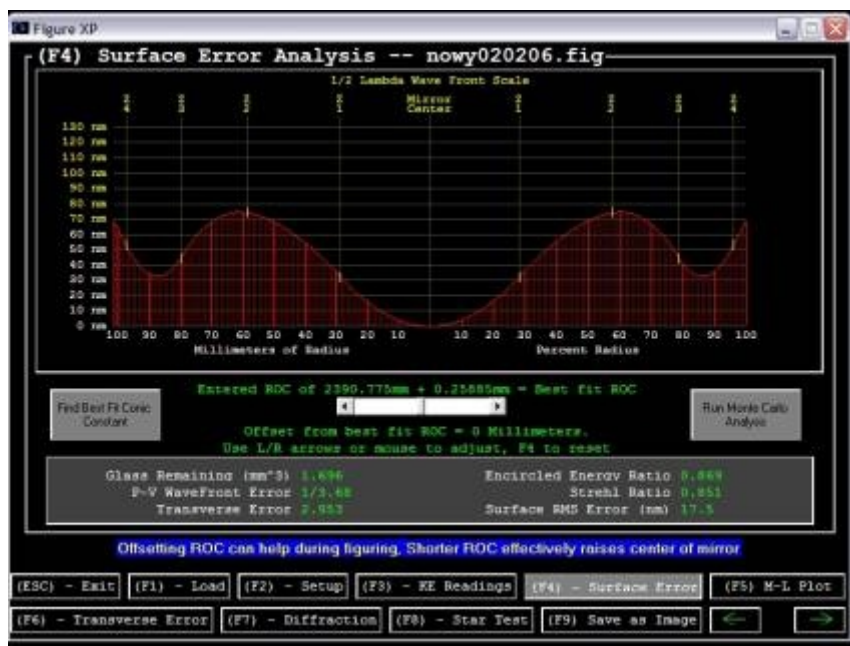 Figure XP
(F4) Surface Error Analysis -- nowy020206.fig
1/2 Lambda Wave Front Scale
Mirror
Center
130 nm
120 nm
110 nm
100 nm
90 nm
80 nm
70 nm
60 nm
50 nm
40 nm
30 nm
20 nm
10 nm
0 nm
100 90 80 70 60 50 40 30 20 10 10 20 30 40 50 60 70 80 90 100
Millimeters of Radius Percent Radius
Entered ROC of 2390.775mm + 0.25885mm = Best fit ROC
Find Best Fit Conic
Constant
Run Monte Carlo
Analysis
Offset from best fit ROC = 0 Millimeters.
Use L/R arrows or mouse to adjust, F4 to reset
Glass Remaining (mm^3) 1.696 Encircled Energy Ratio 0.869
P-V WaveFront Error 1/3.68 Strehl Ratio 0.851
Transverse Error 2.953 Surface RMS Error (nm) 17.5
Offsetting ROC can help during figuring, Shorter ROC effectively raises center of mirror
(ESC) - Exit (F1) - Load (F2) - Setup (F3) - KE Readings (F4) - Surface Error (F5) M-L Plot
(F6) - Transverse Error (F7) - Diffraction (F8) - Star Test (F9) Save as Image